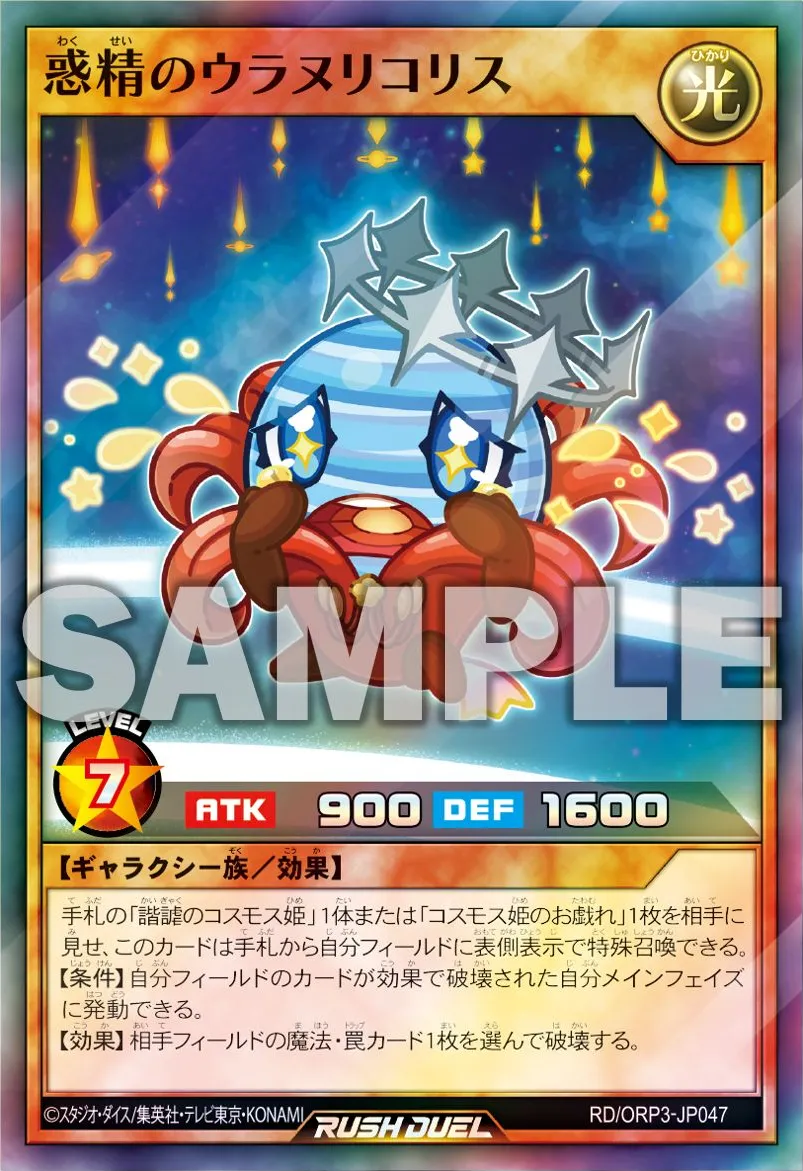 惑精のウラヌリコリス
光
SAMPLE
LEVEL
7
ATK 900 DEF 1600
【ギャラクシー族／効果】
手札の「諧謔のコスモス姫」1体または「コスモス姫のお戯れ」1枚を相手に
見せ、このカードは手札から自分フィールドに表側表示で特殊召喚できる。
【条件】自分フィールドのカードが効果で破壊された自分メインフェイズ
に発動できる。
【効果】相手フィールドの魔法・罠カード1枚を選んで破壊する。
©スタジオ・ダイス/集英社・テレビ東京・KONAMI
RUSH DUEL
RD/ORP3-JP047